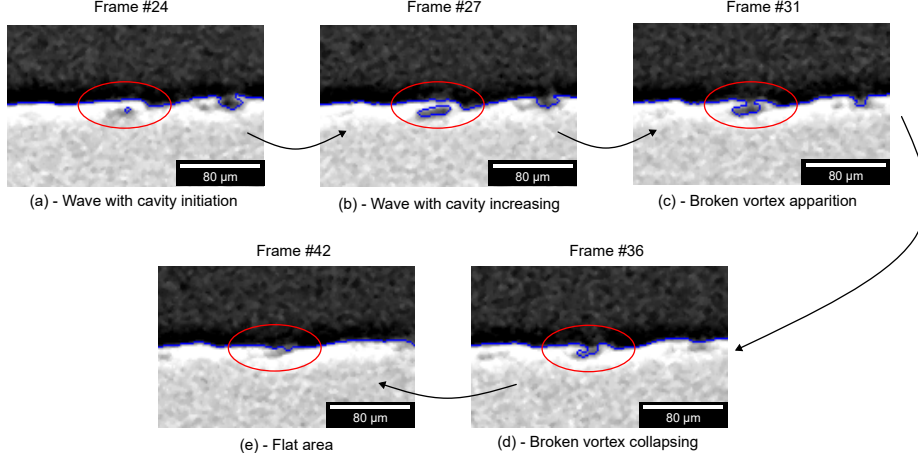 Frame #24
Frame #27
Frame #31
80 µm
80 µm
80 µm
(a) - Wave with cavity initiation
(b) - Wave with cavity increasing
(c) - Broken vortex apparition
Frame #42
Frame #36
80 µm
80 µm
(e) - Flat area
(d) - Broken vortex collapsing